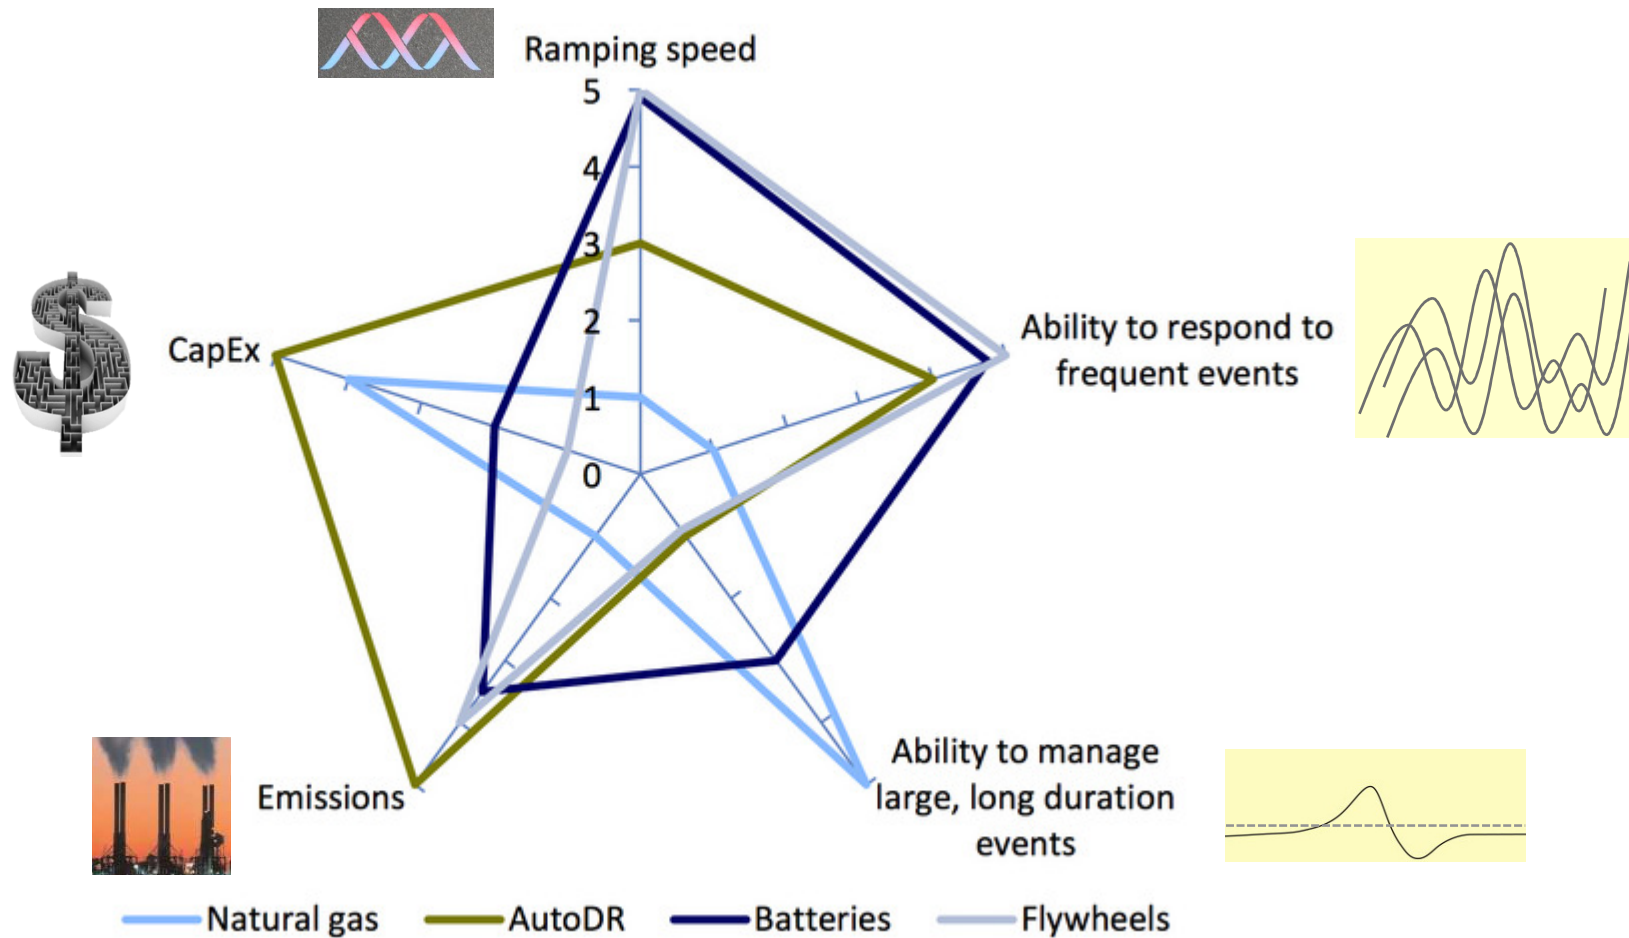 Ramping speed
5
4
3
2
1
0
Ability to respond to
frequent events
CapEx
Ability to manage
large, long duration
events
Emissions
Natural gas
AutoDR
Batteries
Flywheels